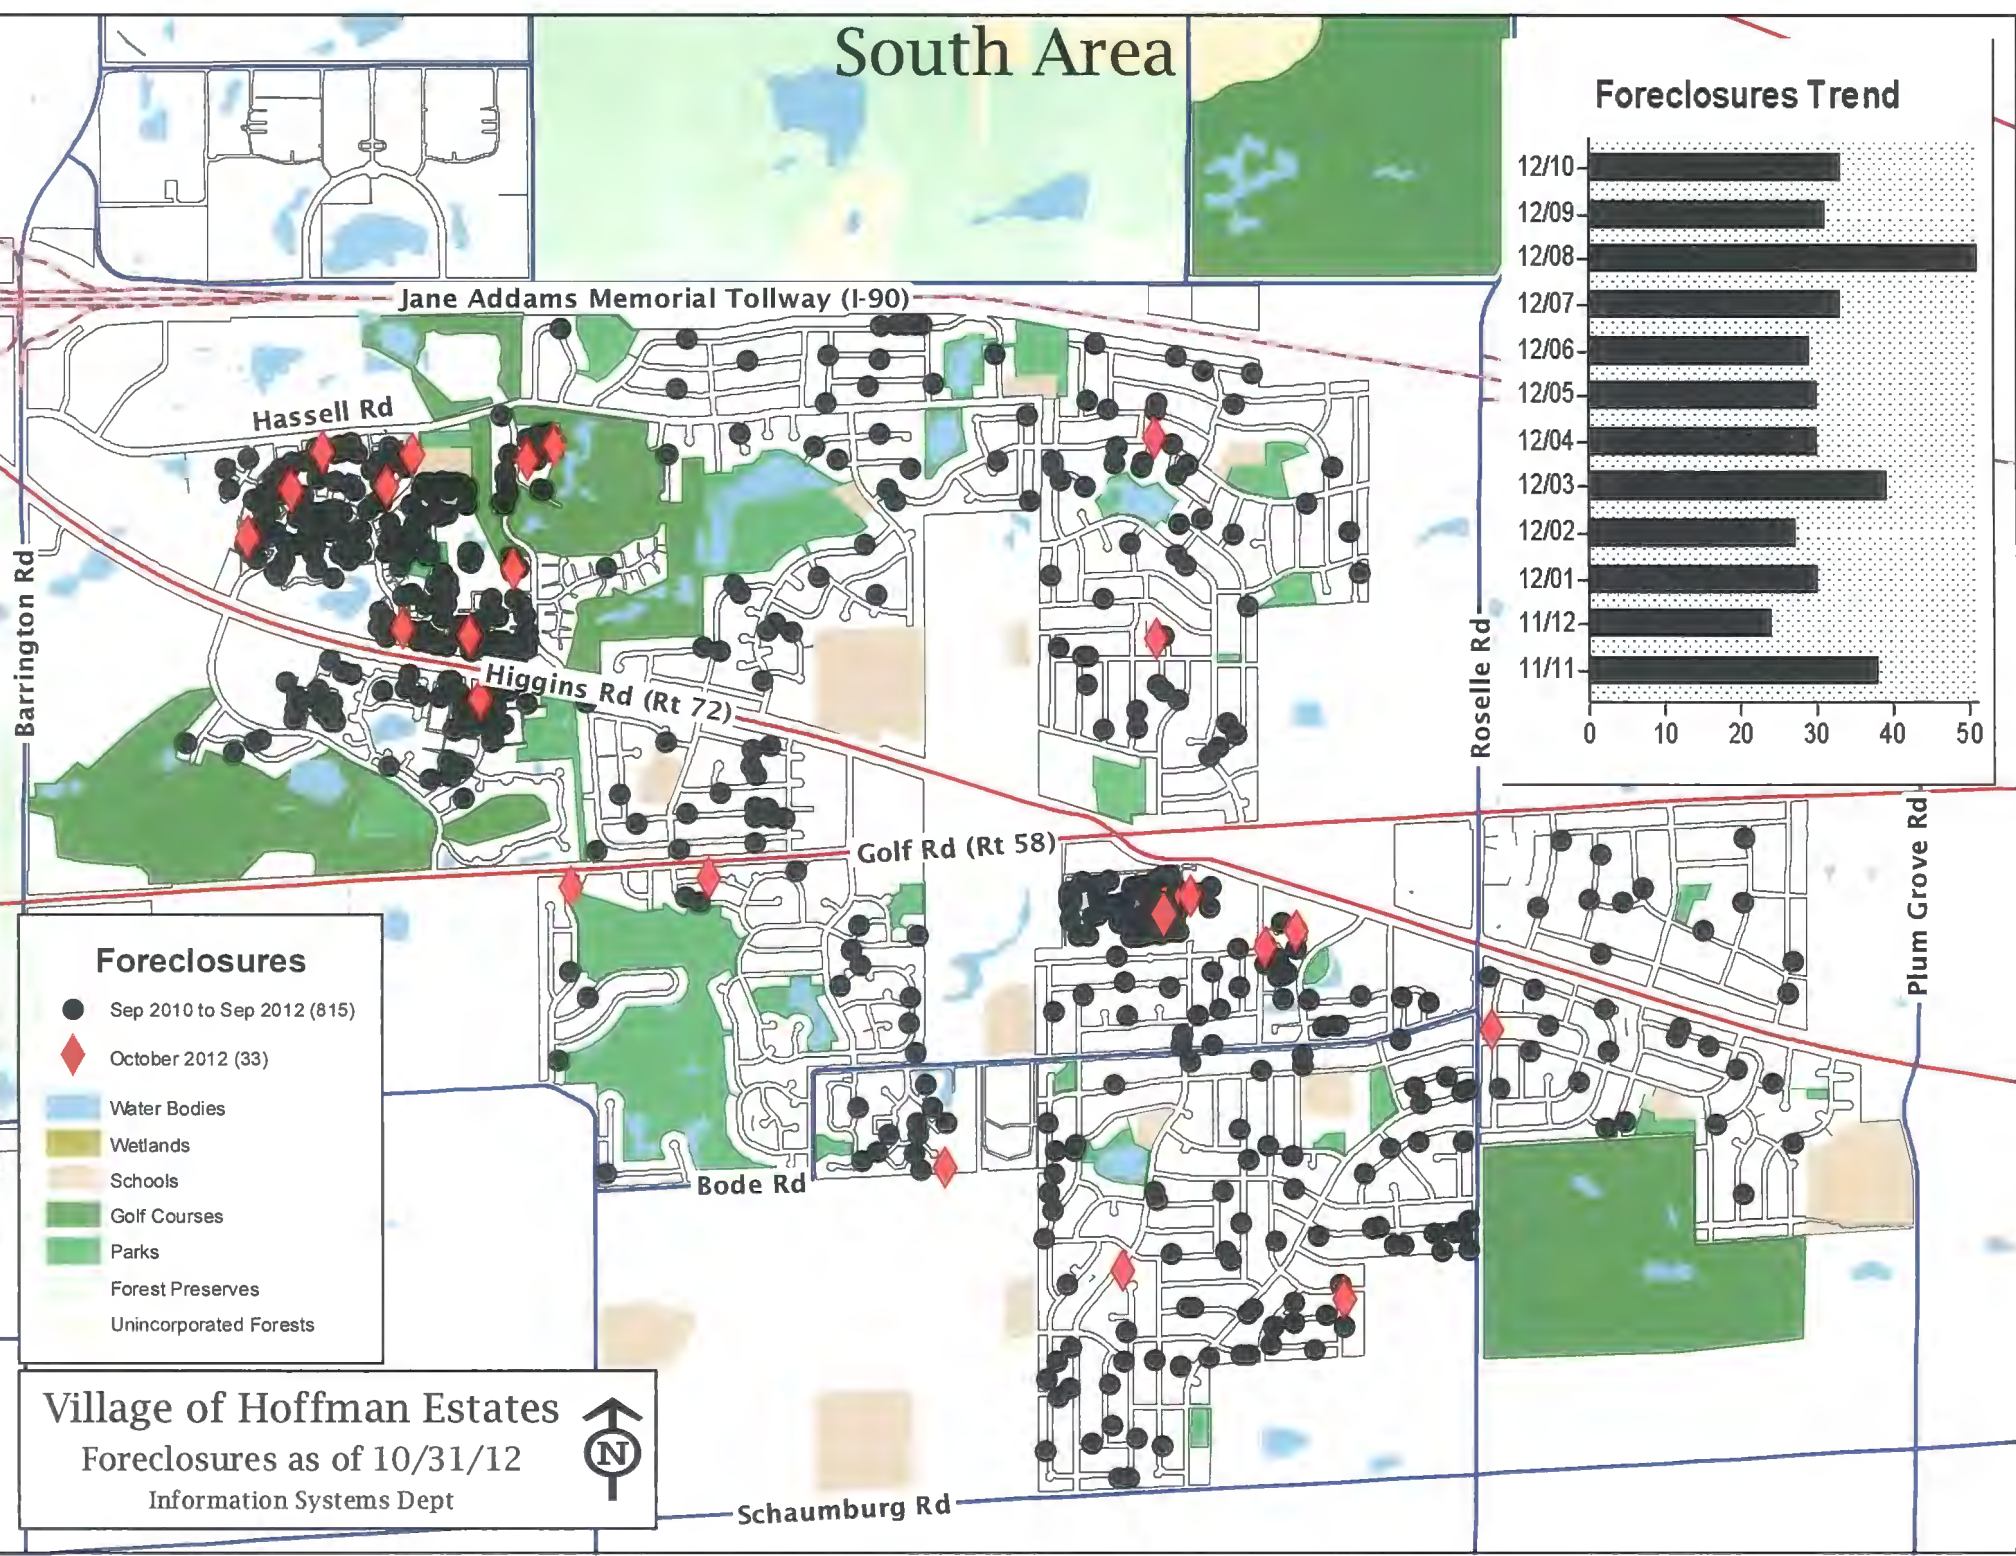 South Area
Foreclosures Trend
12/10
12/09
12/08
12/07
12/06
12/05
12/04
12/03
12/02
12/01
11/12
11/11
0 10 20 30 40 50
Jane Addams Memorial Tollway (I-90)
Hassell Rd
Barrington Rd
Higgins Rd (Rt 72)
Roselle Rd
Golf Rd (Rt 58)
Plum Grove Rd
Bode Rd
Schaumburg Rd
Foreclosures
Sep 2010 to Sep 2012 (815)
October 2012 (33)
Water Bodies
Wetlands
Schools
Golf Courses
Parks
Forest Preserves
Unincorporated Forests
Village of Hoffman Estates
Foreclosures as of 10/31/12
Information Systems Dept
N